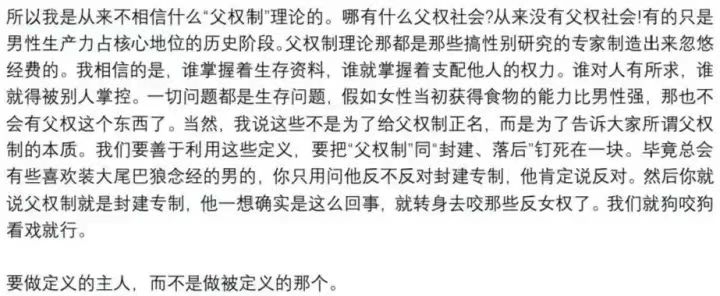 所以我是从来不相信什么“父权制”理论的。哪有什么父权社会?从来没有父权社会!有的只是
男性生产力占核心地位的历史阶段。父权制理论那都是那些搞性别研究的专家制造出来忽悠
经费的。我相信的是，谁掌握着生存资料，谁就掌握着支配他人的权力。谁对人有所求，谁
就得被别人掌控。一切问题都是生存问题，假如女性当初获得食物的能力比男性强，那也不
会有父权这个东西了。当然，我说这些不是为了给父权制正名，而是为了告诉大家所谓父权
制的本质。我们要善于利用这些定义，要把“父权制”同“封建、落后”钉死在一块。毕竟总会
有些喜欢装大尾巴狼念经的男的，你只用问他反不反对封建专制，他肯定说反对。然后你就
说父权制就是封建专制，他一想确实是这么回事，就转身去咬那些反女权了。我们就狗咬狗
看戏就行。
要做定义的主人，而不是做被定义的那个。